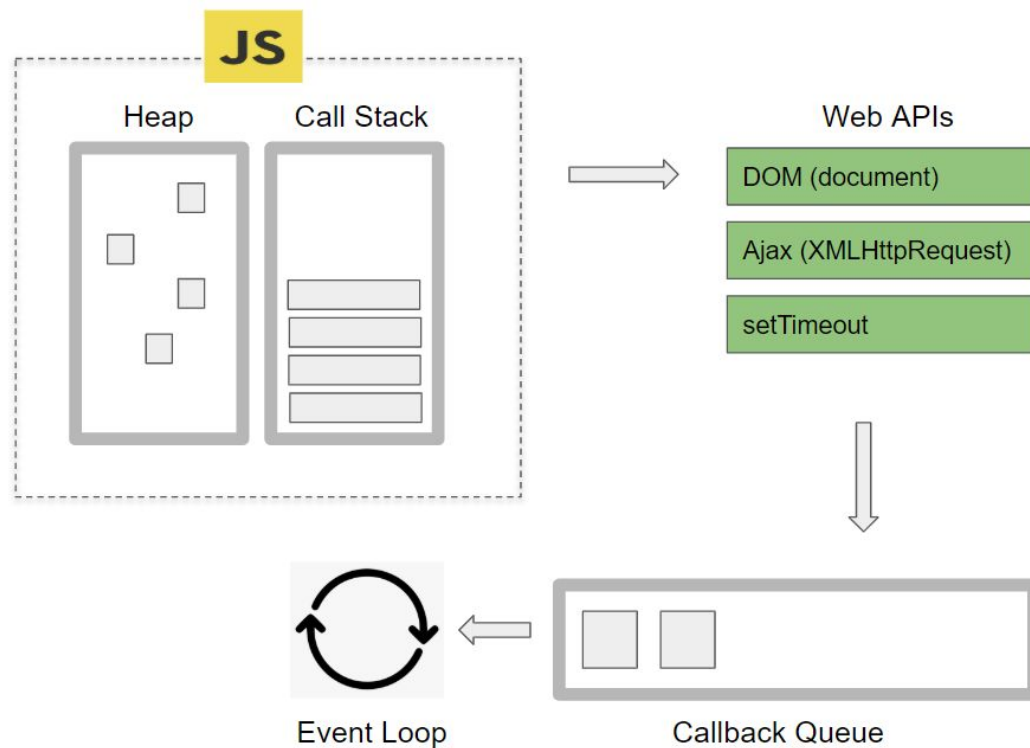 JS
Heap
Call Stack
Web APIs
DOM (document)
Ajax (XMLHttpRequest)
setTimeout
Event Loop
Callback Queue